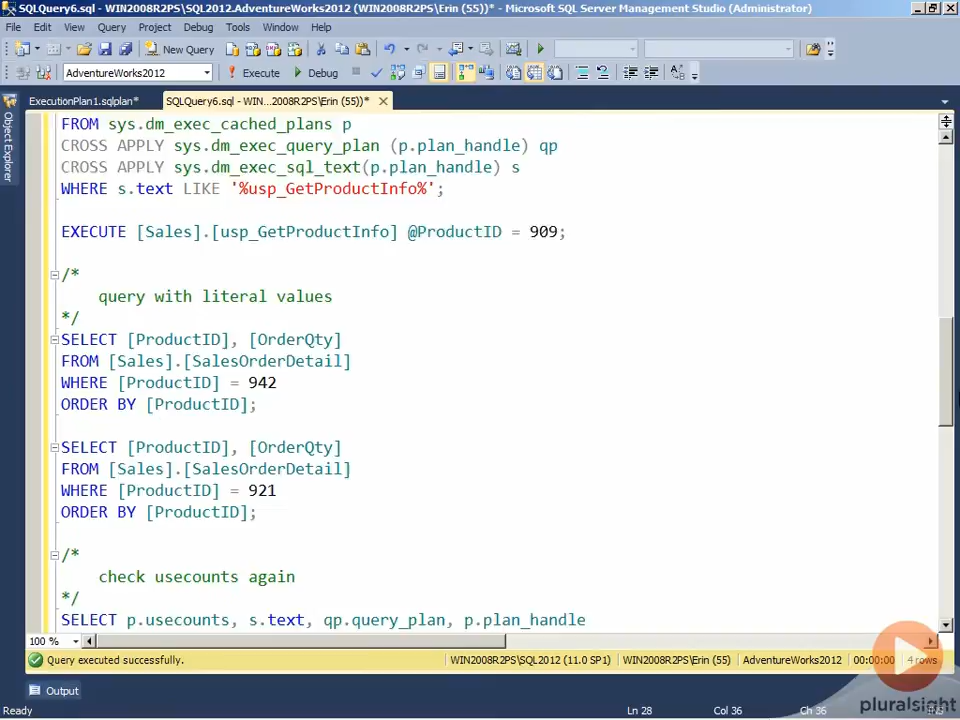 SQLQuery6.sql - WIN2008R2PS\SQL2012.AdventureWorks2012 (WIN2008R2PS\Erin (55))* - Microsoft SQL Server Management Studio (Administrator)
File Edit View Query Project Debug Tools Window Help
New Query
AdventureWorks2012 Execute Debug
ExecutionPlan1.sqlplan* SQLQuery6.sql - WIN...2008R2PS\Erin (55))*
Object Explorer
FROM sys.dm_exec_cached_plans p
CROSS APPLY sys.dm_exec_query_plan (p.plan_handle) qp
CROSS APPLY sys.dm_exec_sql_text(p.plan_handle) s
WHERE s.text LIKE '%usp_GetProductInfo%';
EXECUTE [Sales].[usp_GetProductInfo] @ProductID = 909;
/*
query with literal values
*/
SELECT [ProductID], [OrderQty]
FROM [Sales].[SalesOrderDetail]
WHERE [ProductID] = 942
ORDER BY [ProductID];
SELECT [ProductID], [OrderQty]
FROM [Sales].[SalesOrderDetail]
WHERE [ProductID] = 921
ORDER BY [ProductID];
/*
check usecounts again
*/
SELECT p.usecounts, s.text, qp.query_plan, p.plan_handle
100 %
Query executed successfully. WIN2008R2PS\SQL2012 (11.0 SP1) WIN2008R2PS\Erin (55) AdventureWorks2012 00:00:00 4 rows
Output
pluralsight
Ready Ln 28 Col 36 Ch 36 INS